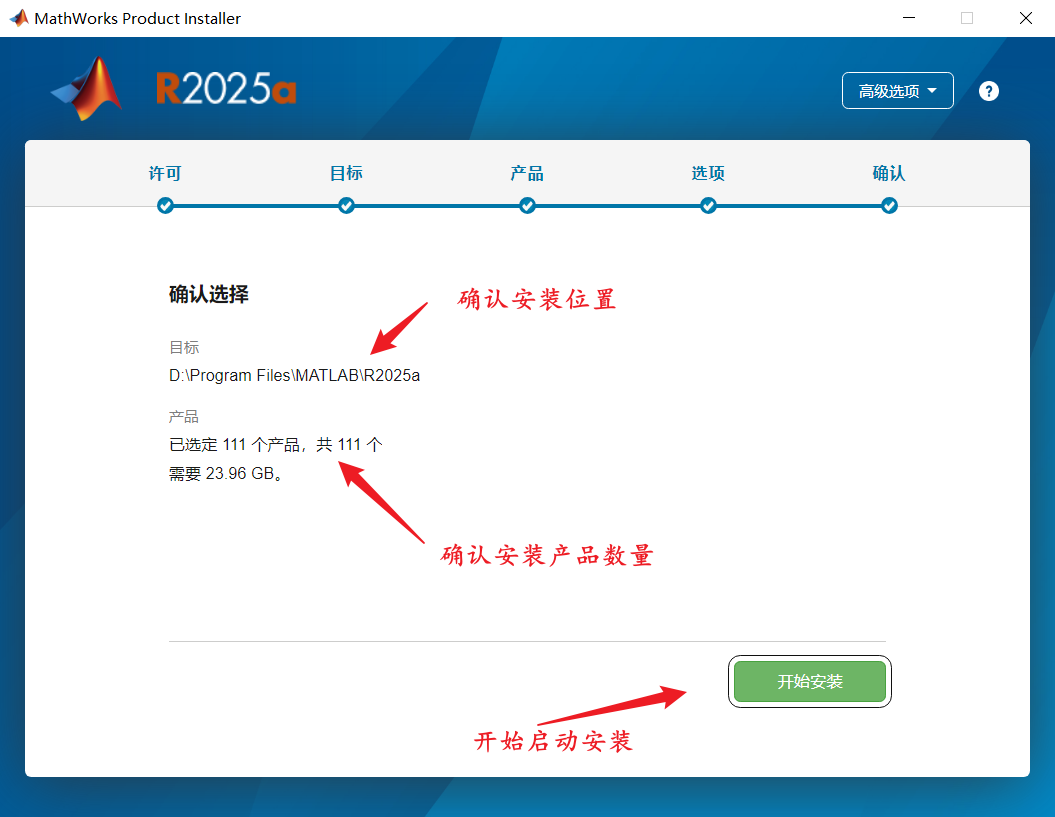 MathWorks Product Installer
R2025a
高级选项
?
许可
目标
产品
选项
确认
确认选择
确认安装位置
目标
D:\Program Files\MATLAB\R2025a
产品
已选定 111 个产品，共 111 个
需要 23.96 GB。
确认安装产品数量
开始安装
开始启动安装